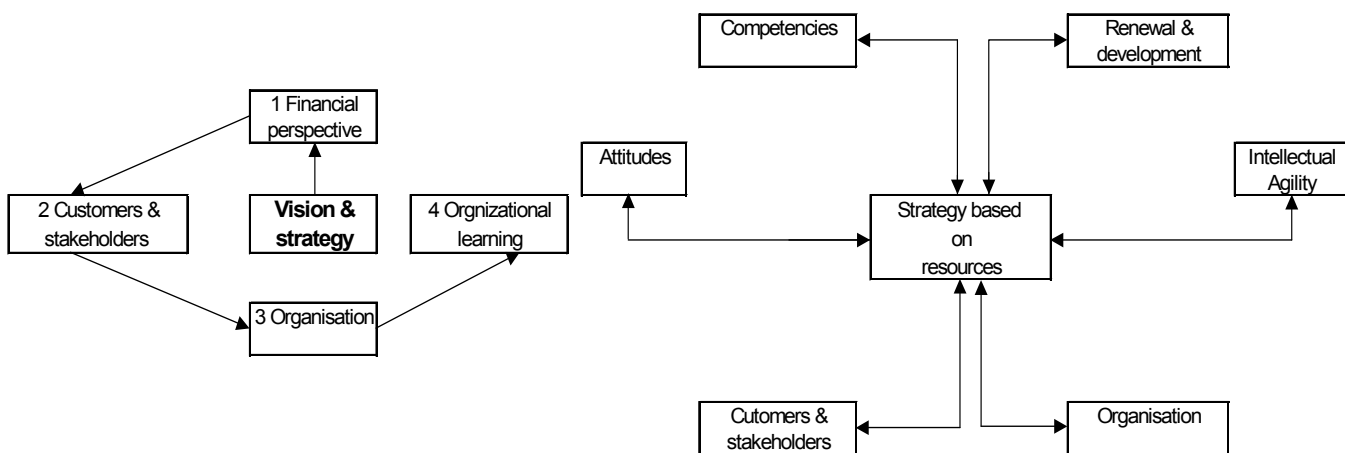 1 Financial
perspective
2 Customers &
stakeholders
Vision &
strategy
4 Orgnizational
learning
3 Organisation
Competencies
Renewal &
development
Attitudes
Intellectual
Agility
Strategy based
on
resources
Cutomers &
stakeholders
Organisation